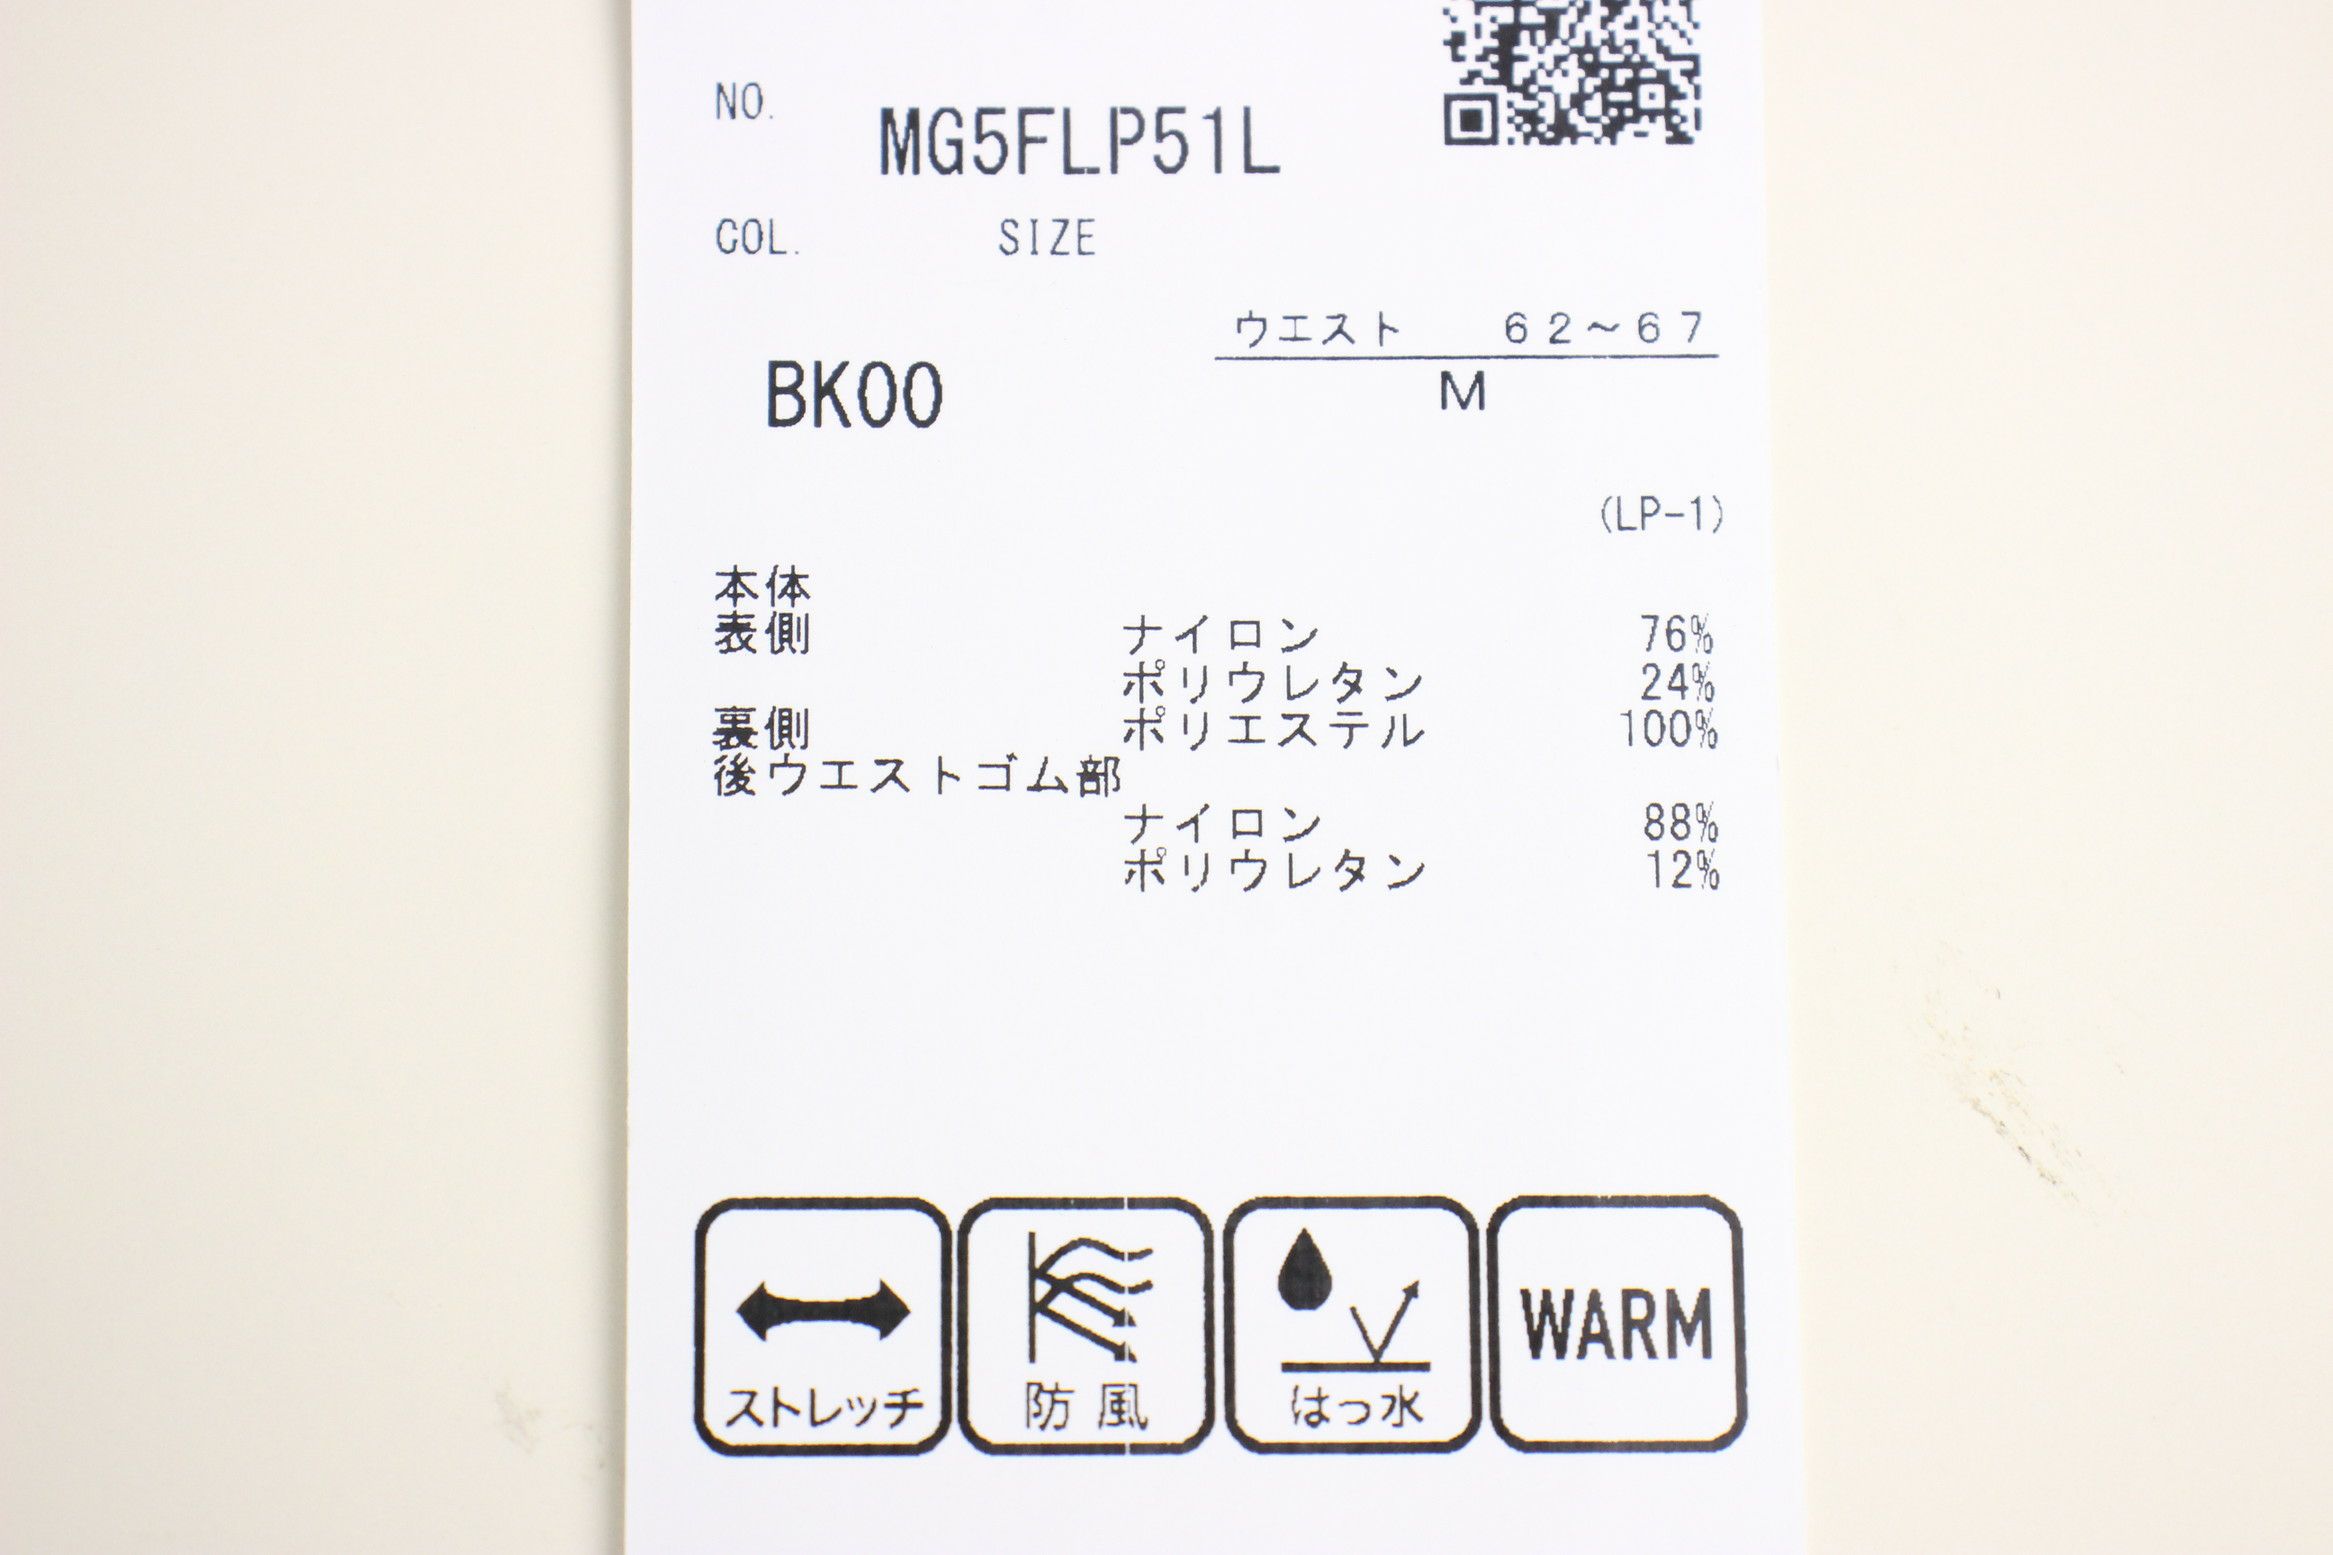 NO.
MG5FLP51L
COL. SIZE
ウエスト 62～67
BK00 M
(LP-1)
本体
表側 ナイロン 76%
ポリウレタン 24%
裏側 ポリエステル 100%
後ウエストゴム部
ナイロン 88%
ポリウレタン 12%
ストレッチ 防風 はっ水 WARM